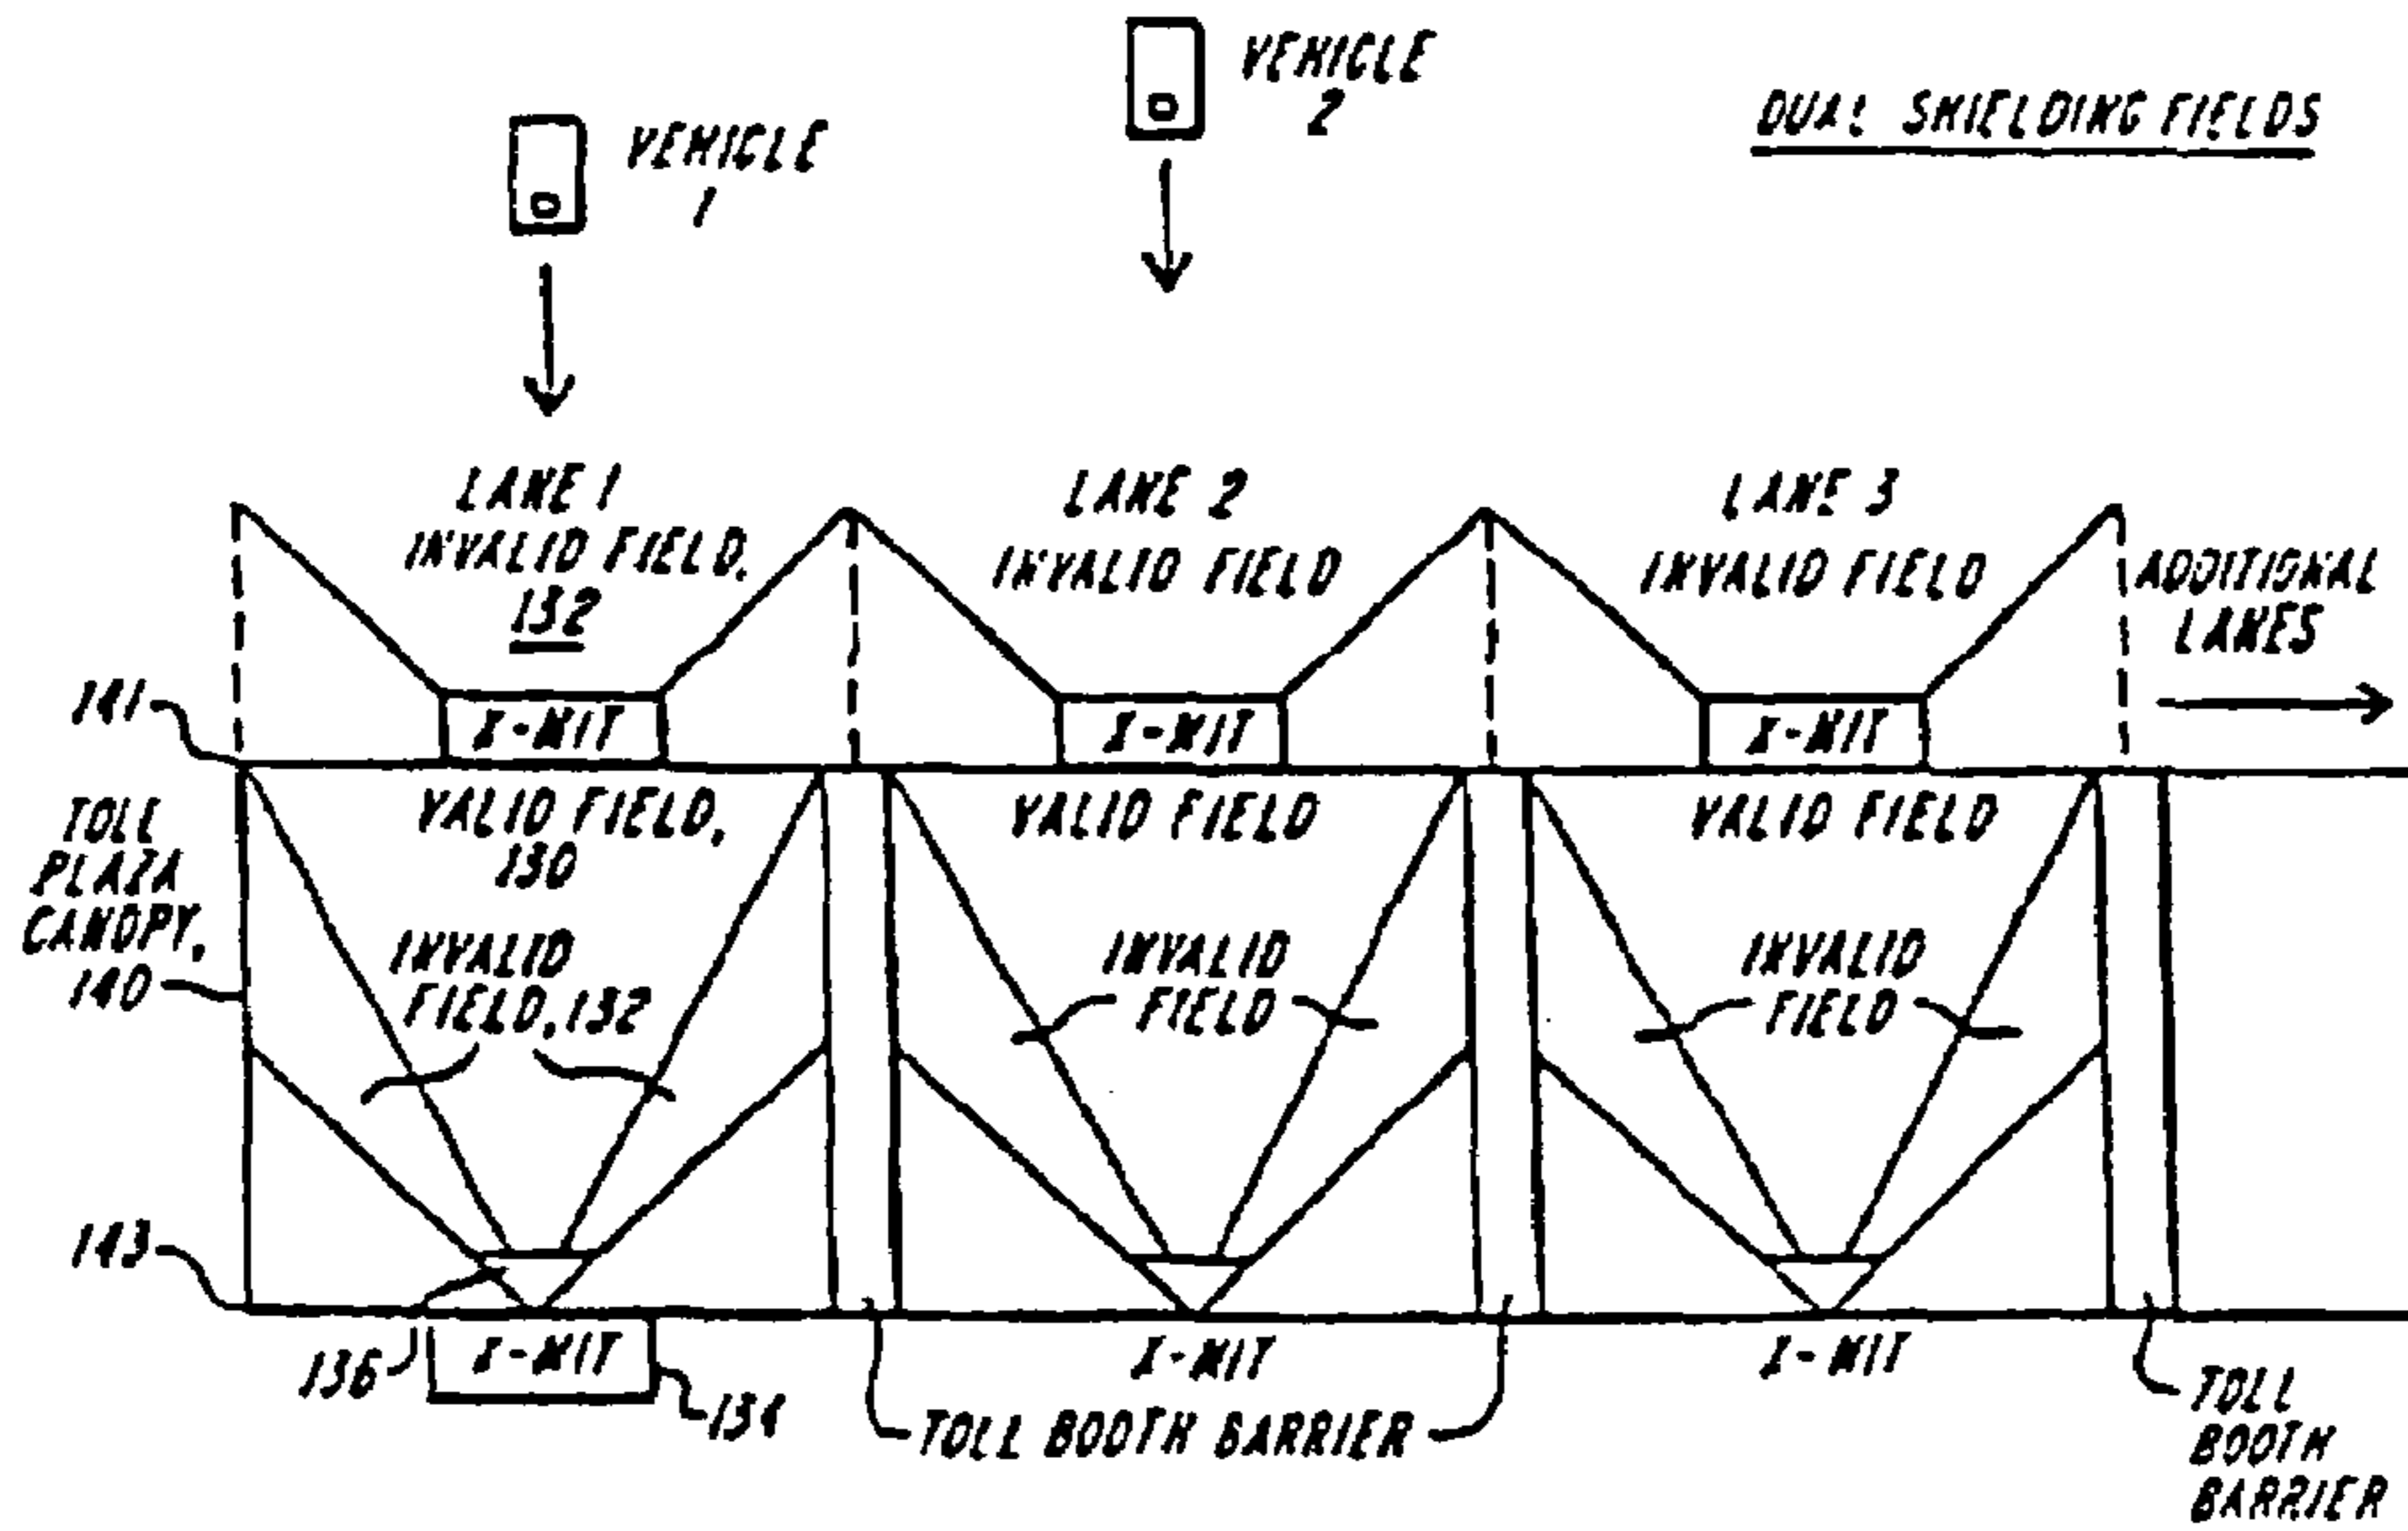 VEHICLE
1
VEHICLE
2
DUAL SHIELDING FIELDS
LANE 1
INVALID FIELD,
132
LANE 2
INVALID FIELD
LANE 3
INVALID FIELD
ADDITIONAL
LANES
141
X-MIT
X-MIT
X-MIT
TOLL
PLAZA
CANOPY,
140
VALID FIELD,
130
VALID FIELD
VALID FIELD
INVALID
FIELD, 132
INVALID
FIELD
INVALID
FIELD
143
136
X-MIT
134
X-MIT
X-MIT
TOLL BOOTH BARRIER
TOLL
BOOTH
BARRIER